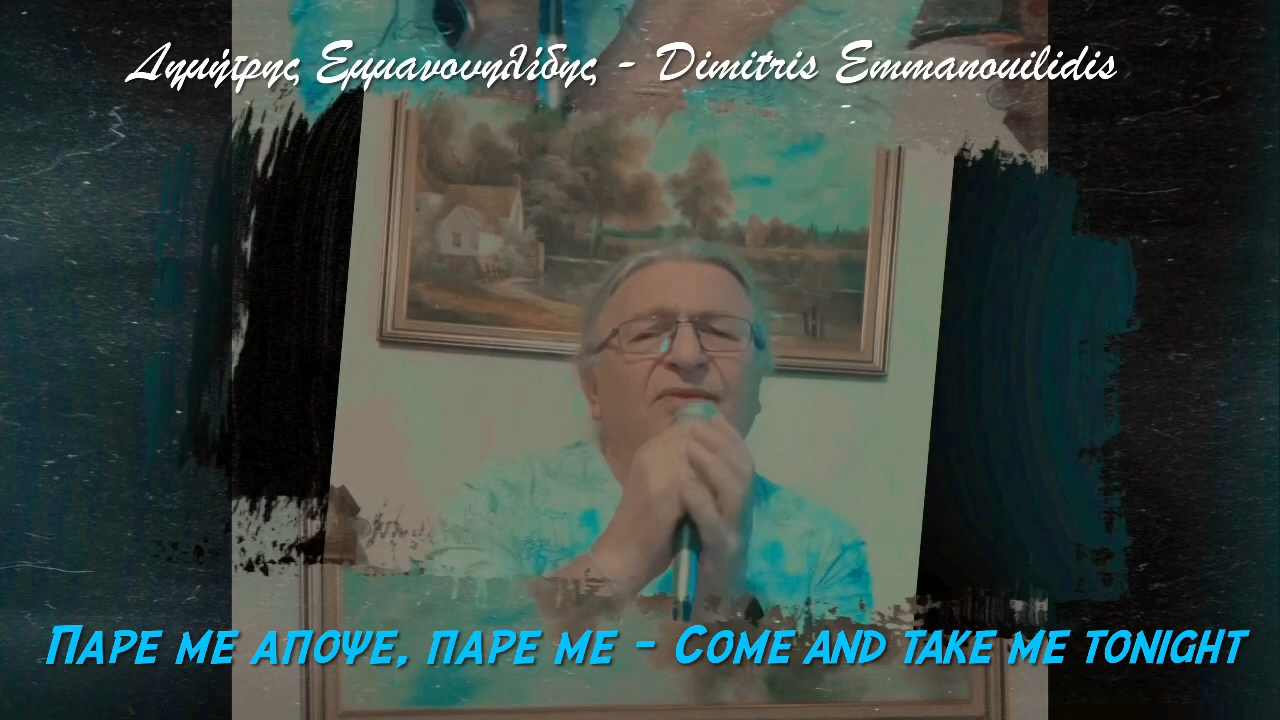 Δημήτρης Εμμανουηλίδης - Dimitris Emmanouilidis
Παρε με αποψε, παρε με - Come and take me tonight